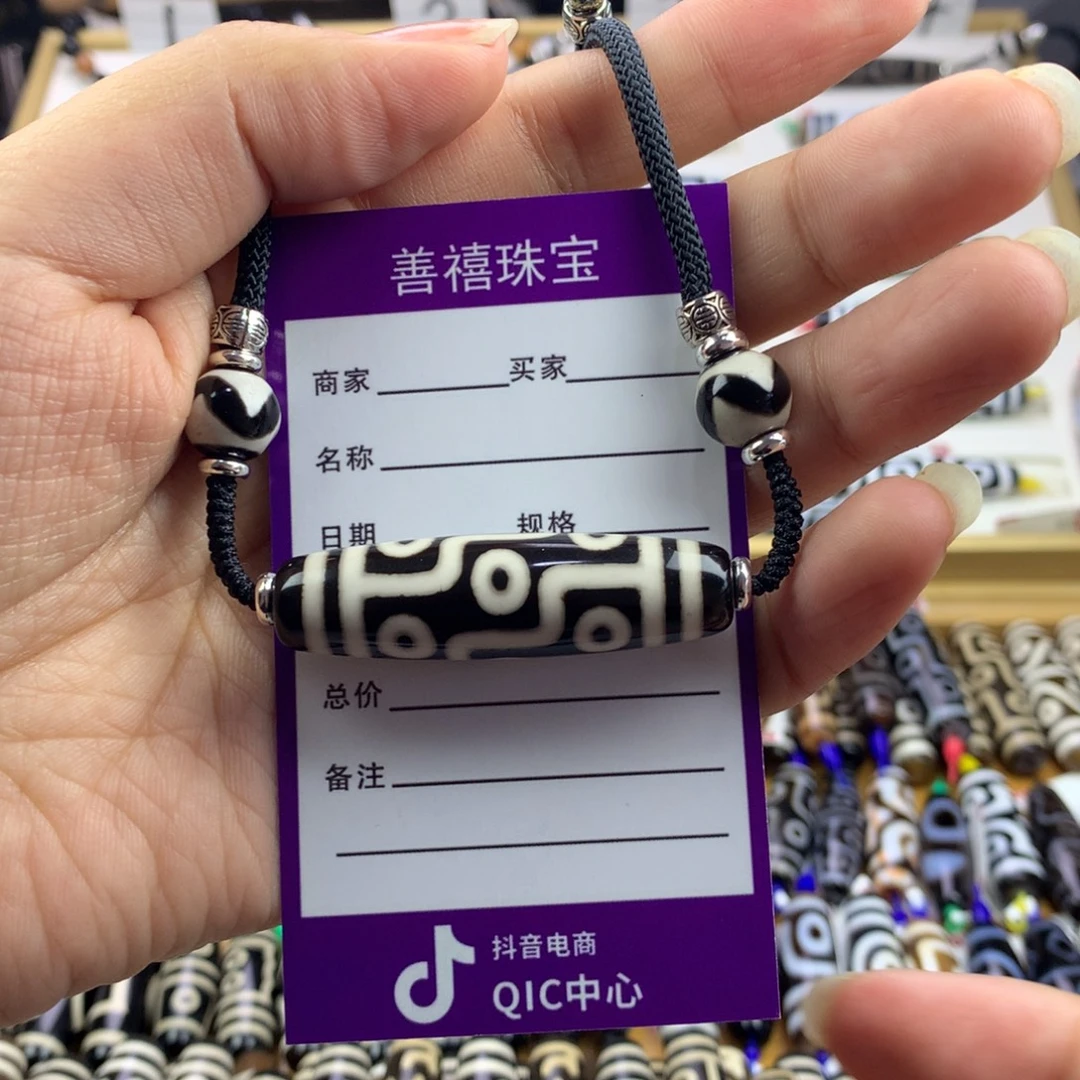 善禧珠宝
商家 买家
名称
日期 规格
总价
备注
抖音电商
QIC中心